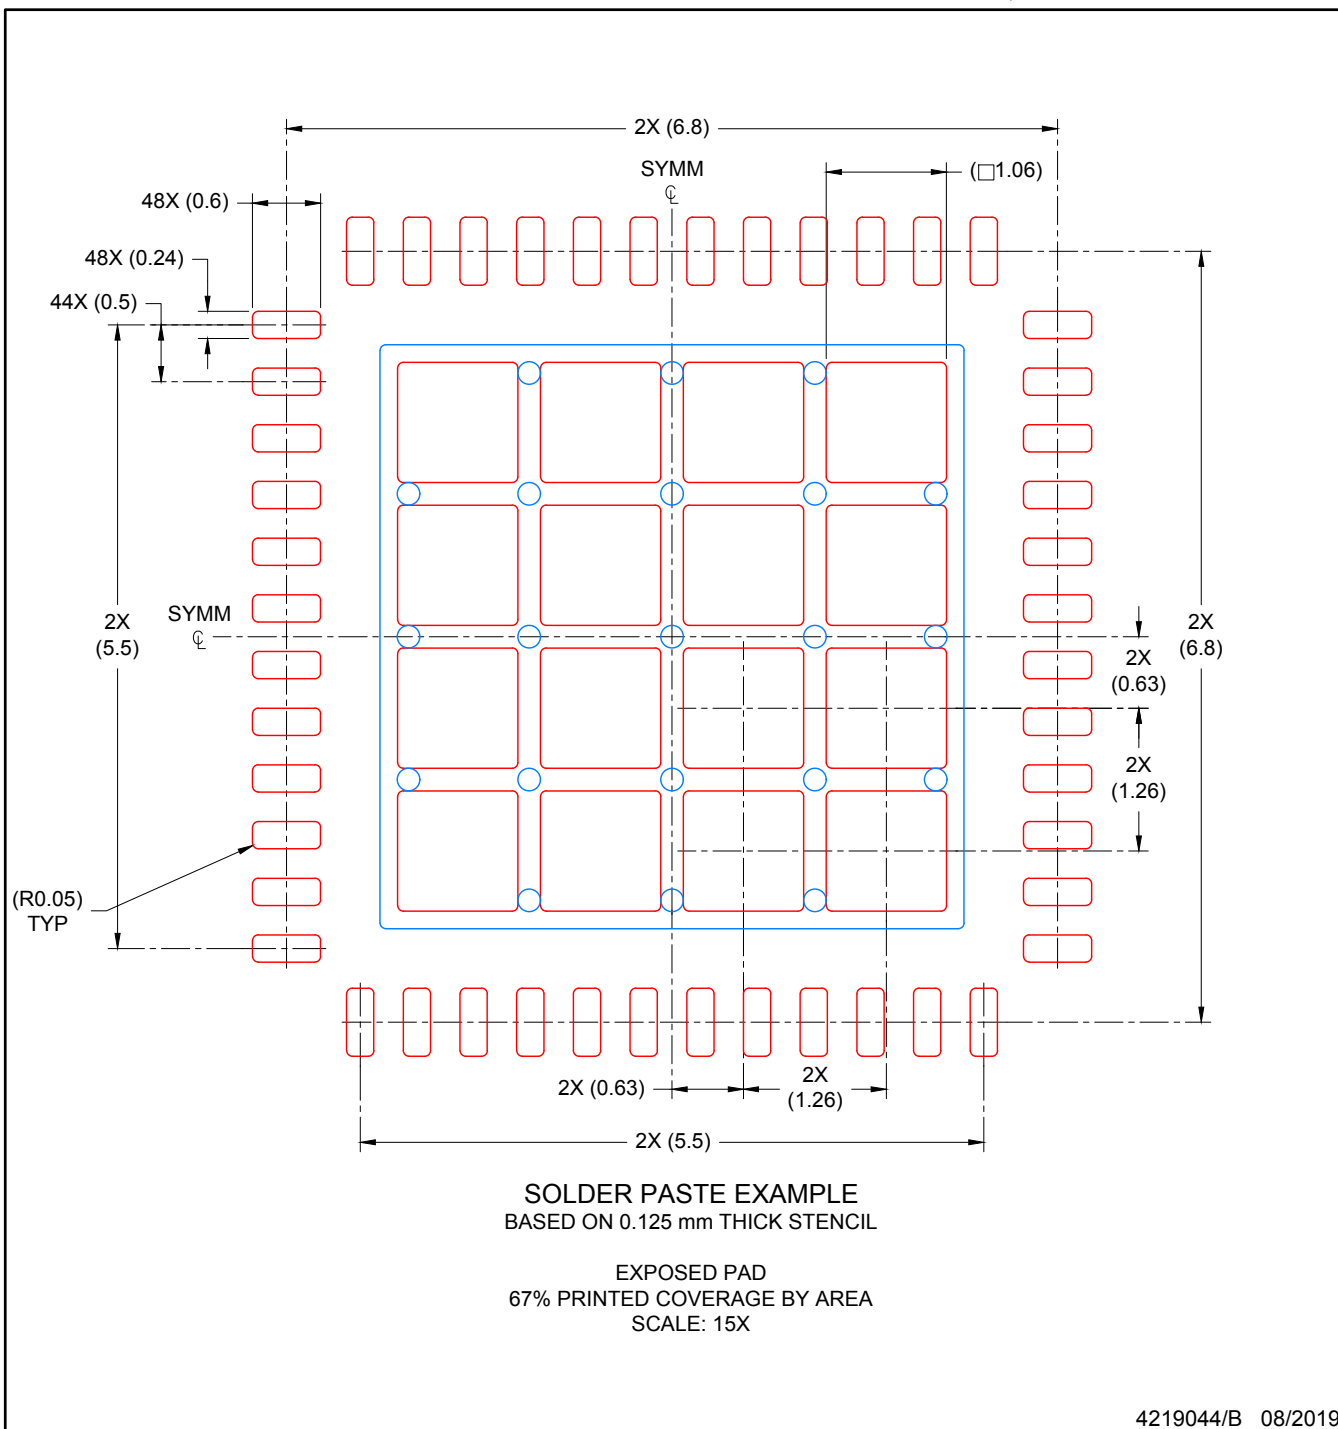 2X (6.8)
SYMM
℄
(□1.06)
48X (0.6)
48X (0.24)
44X (0.5)
2X
(5.5)
SYMM
℄
2X
(0.63)
2X
(6.8)
2X
(1.26)
(R0.05)
TYP
2X (0.63)
2X
(1.26)
2X (5.5)
SOLDER PASTE EXAMPLE
BASED ON 0.125 mm THICK STENCIL
EXPOSED PAD
67% PRINTED COVERAGE BY AREA
SCALE: 15X
4219044/B 08/2019